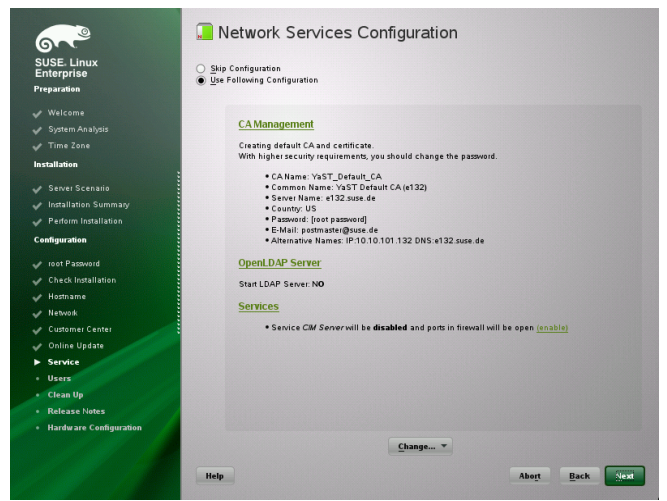 SUSE. Linux
Enterprise
Preparation
Welcome
System Analysis
Time Zone
Installation
Server Scenario
Installation Summary
Perform Installation
Configuration
root Password
Check Installation
Hostname
Network
Customer Center
Online Update
Service
Users
Clean Up
Release Notes
Hardware Configuration
Network Services Configuration
Skip Configuration
Use Following Configuration
CA Management
Creating default CA and certificate.
With higher security requirements, you should change the password.
• CA Name: YaST_Default_CA
• Common Name: YaST Default CA (e132)
• Server Name: e132.suse.de
• Country: US
• Password: [root password]
• E-Mail: postmaster@suse.de
• Alternative Names: IP:10.10.101.132 DNS:e132.suse.de
OpenLDAP Server
Start LDAP Server: NO
Services
• Service CIM Server will be disabled and ports in firewall will be open (enable)
Change...
Help
Abort
Back
Next